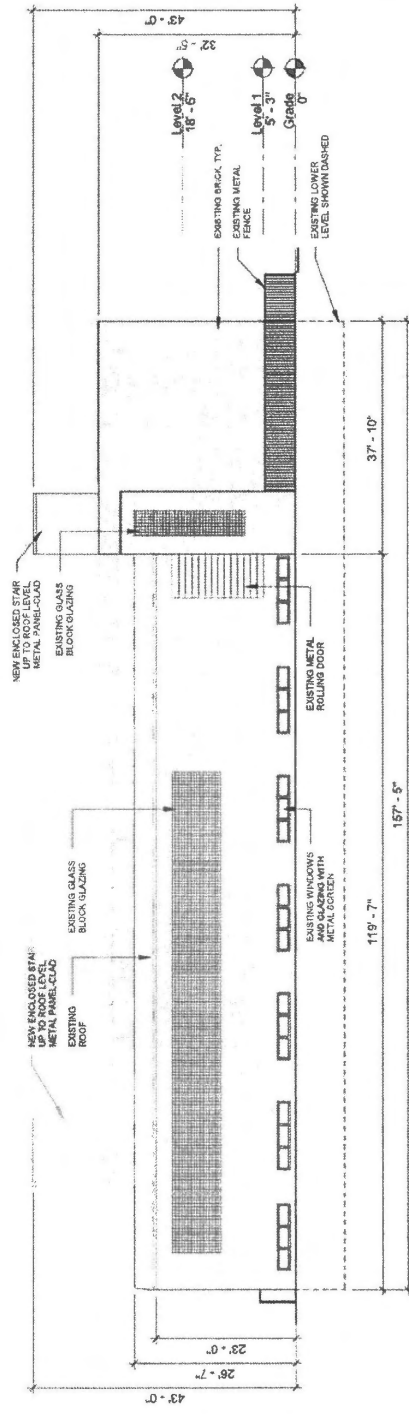 NEW ENCLOSED STAIR
UP TO ROOF LEVEL,
METAL PANEL-CLAD
EXISTING
ROOF
EXISTING GLASS
BLOCK GLAZING
NEW ENCLOSED STAIR
UP TO ROOF LEVEL,
METAL PANEL-CLAD
EXISTING GLASS
BLOCK GLAZING
43' - 0"
32' - 5"
Level 2
18' - 6"
Level 1
5' - 3"
Grade
0"
EXISTING BRICK, TYP.
EXISTING METAL
FENCE
EXISTING LOWER
LEVEL SHOWN DASHED
EXISTING METAL
ROLLING DOOR
EXISTING WINDOWS
AND GLAZING WITH
METAL SCREEN
43' - 0"
26' - 7"
23' - 0"
119' - 7"
37' - 10"
157' - 5"